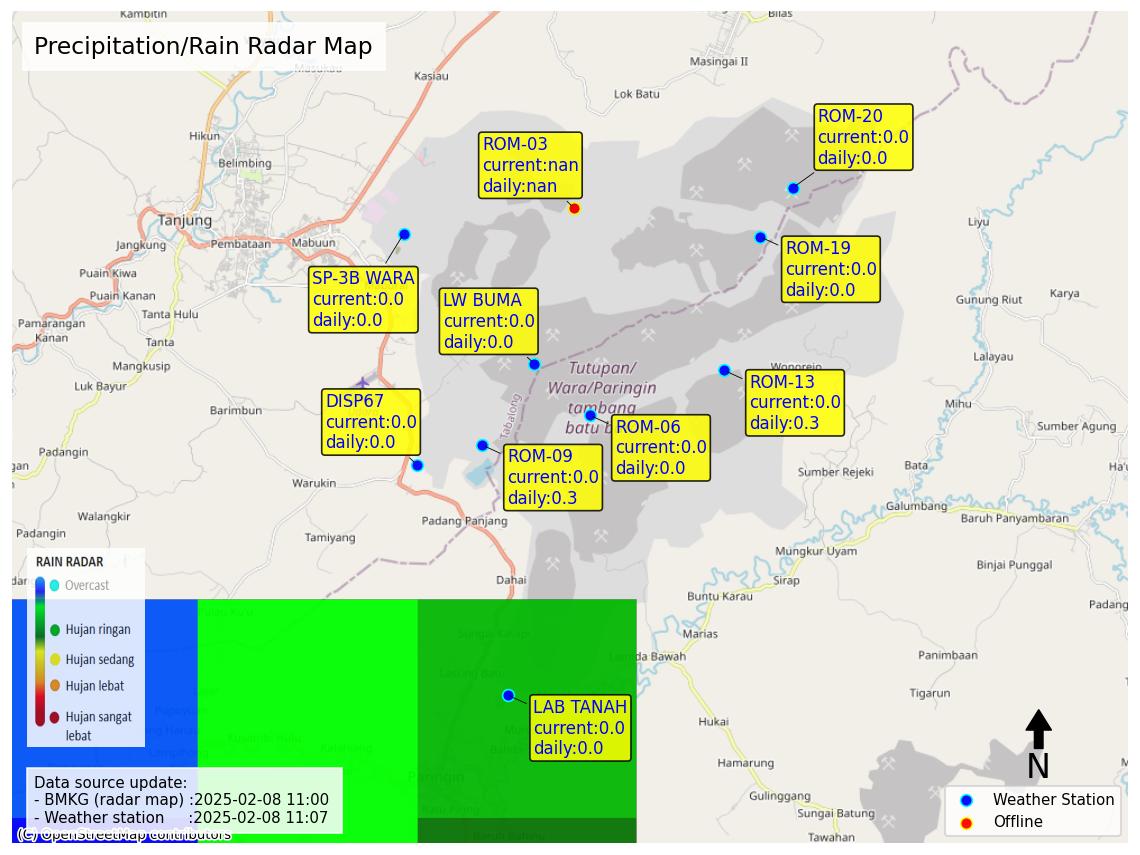 Precipitation/Rain Radar Map
Kambitin
Bilas
Masukau
Kasiau
Masingai II
Lok Batu
Hikun
Belimbing
Tanjung
Jangkung
Pembataan
Mabuun
Puain Kiwa
Puain Kanan
Tanta Hulu
Pamarangan
Kanan
Tanta
Mangkusip
Luk Bayur
Barimbun
Padangin
Warukin
Walangkir
Padangin
Tamiyang
Padang Panjang
Dahai
Tabalong
ROM-03
current:nan
daily:nan
ROM-20
current:0.0
daily:0.0
ROM-19
current:0.0
daily:0.0
SP-3B WARA
current:0.0
daily:0.0
LW BUMA
current:0.0
daily:0.0
Tutupan/
Wara/Paringin
tambang
batu b
Wonorejo
ROM-13
current:0.0
daily:0.3
DISP67
current:0.0
daily:0.0
ROM-06
current:0.0
daily:0.0
ROM-09
current:0.0
daily:0.3
Liyu
Gunung Riut
Karya
Lalayau
Mihu
Sumber Agung
Bata
Sumber Rejeki
Galumbang
Baruh Panyambaran
Mungkur Uyam
Binjai Punggal
Sirap
Buntu Karau
Padang
Marias
Panimbaan
Tigarun
Hukai
Hamarung
Gulinggang
Sungai Batung
Tawahan
RAIN RADAR
Overcast
Hujan ringan
Hujan sedang
Hujan lebat
Hujan sangat
lebat
LAB TANAH
current:0.0
daily:0.0
Paringin
Data source update:
- BMKG (radar map) :2025-02-08 11:00
- Weather station :2025-02-08 11:07
(C) OpenStreetMap contributors
N
Weather Station
Offline